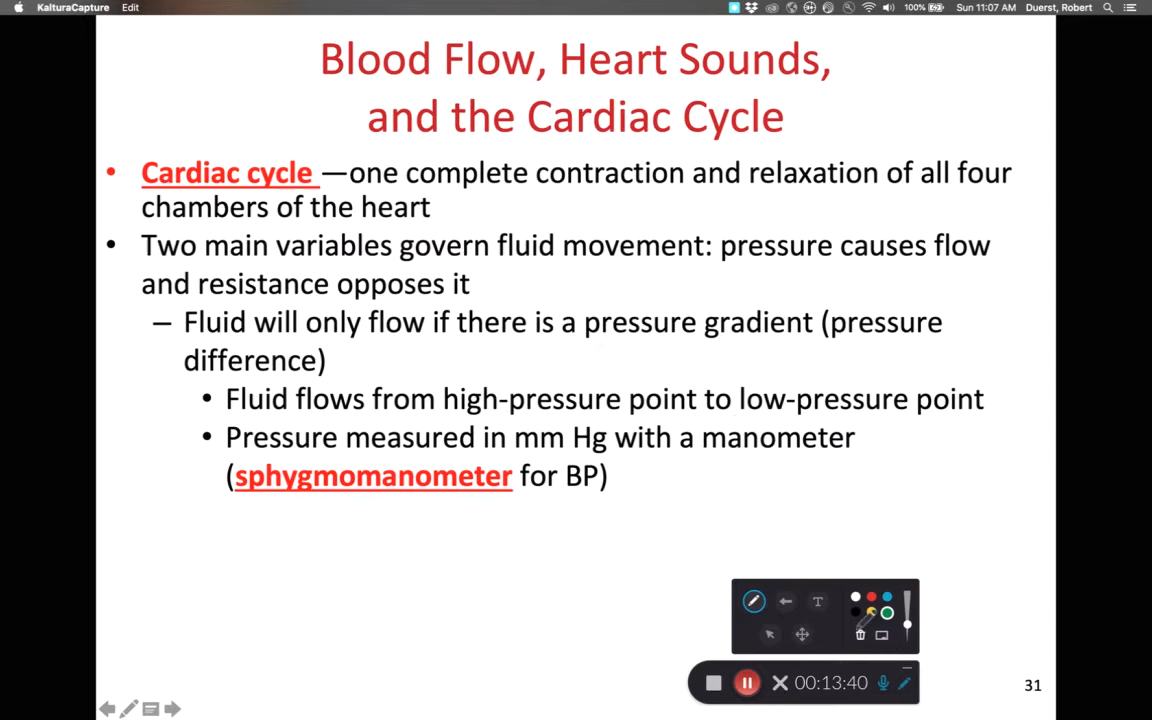 KalturaCapture Edit 100% Sun 11:07 AM Duerst, Robert
Blood Flow, Heart Sounds,
and the Cardiac Cycle
• Cardiac cycle —one complete contraction and relaxation of all four
chambers of the heart
• Two main variables govern fluid movement: pressure causes flow
and resistance opposes it
– Fluid will only flow if there is a pressure gradient (pressure
difference)
• Fluid flows from high-pressure point to low-pressure point
• Pressure measured in mm Hg with a manometer
(sphygmomanometer for BP)
T
00:13:40
31